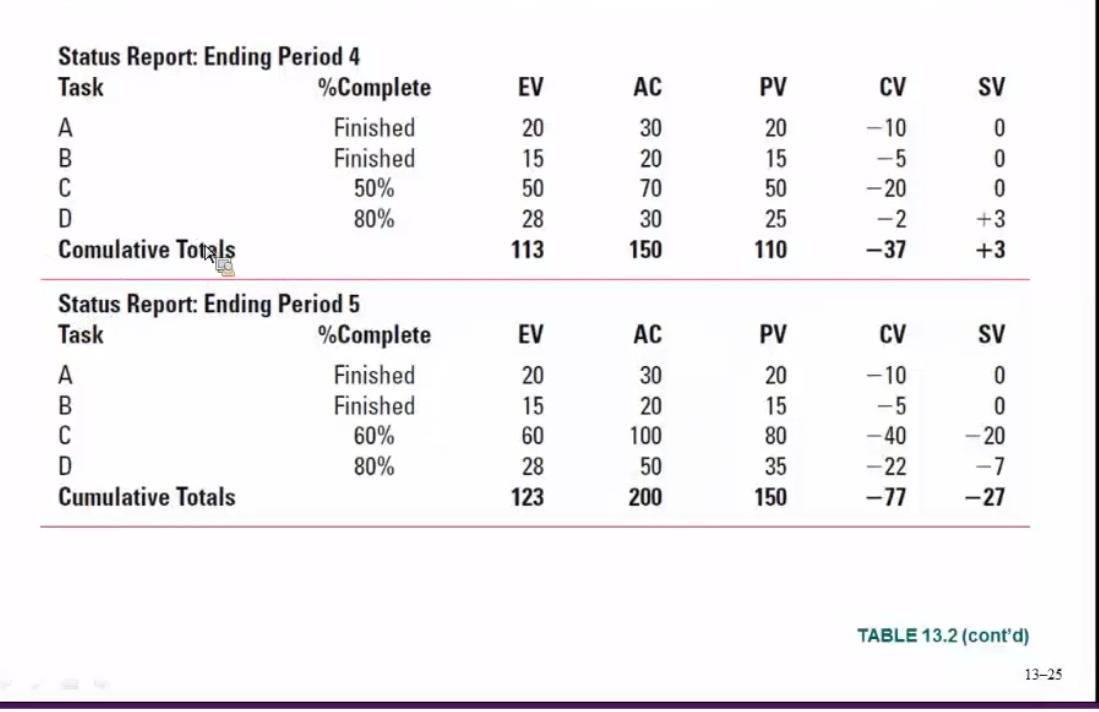 Status Report: Ending Period 4
Task %Complete EV AC PV CV SV
A Finished 20 30 20 −10 0
B Finished 15 20 15 −5 0
C 50% 50 70 50 −20 0
D 80% 28 30 25 −2 +3
Comulative Totals 113 150 110 −37 +3
Status Report: Ending Period 5
Task %Complete EV AC PV CV SV
A Finished 20 30 20 −10 0
B Finished 15 20 15 −5 0
C 60% 60 100 80 −40 −20
D 80% 28 50 35 −22 −7
Cumulative Totals 123 200 150 −77 −27
TABLE 13.2 (cont'd)
13–25